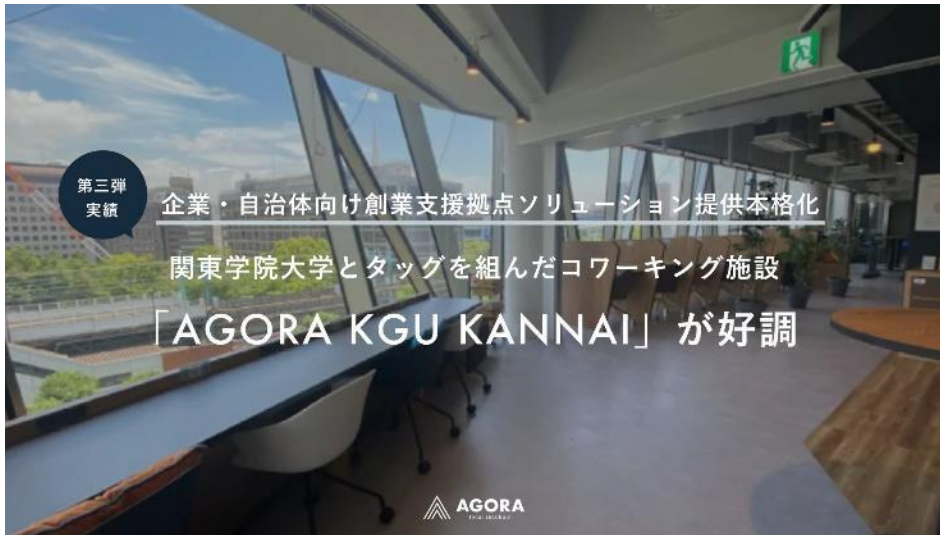 第三弾
実績
企業・自治体向け創業支援拠点ソリューション提供本格化
関東学院大学とタッグを組んだコワーキング施設
「AGORA KGU KANNAI」が好調
AGORA